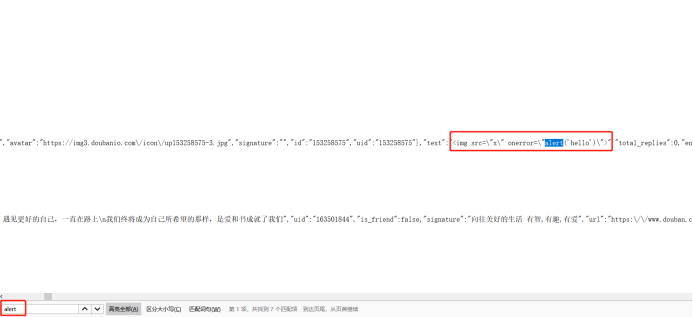 ","avatar":"https://img3.doubanio.com\/icon\/up153258575-3.jpg","signature":"","id":"153258575","uid":"153258575"},"text":"<img src=\"x\" onerror=\"alert('hello')\">","total_replies":0,"en
遇见更好的自己,一直在路上\n我们终将成为自己所希望的那样,是爱和书成就了我们","uid":"163501844","is_friend":false,"signature":"向往美好的生活 有智,有趣,有爱","url":"https:\/\/www.douban.c
alert 高亮全部(A) 区分大小写(C) 匹配词句(W) 第 1 项,共找到 7 个匹配项 到达页尾,从页首继续